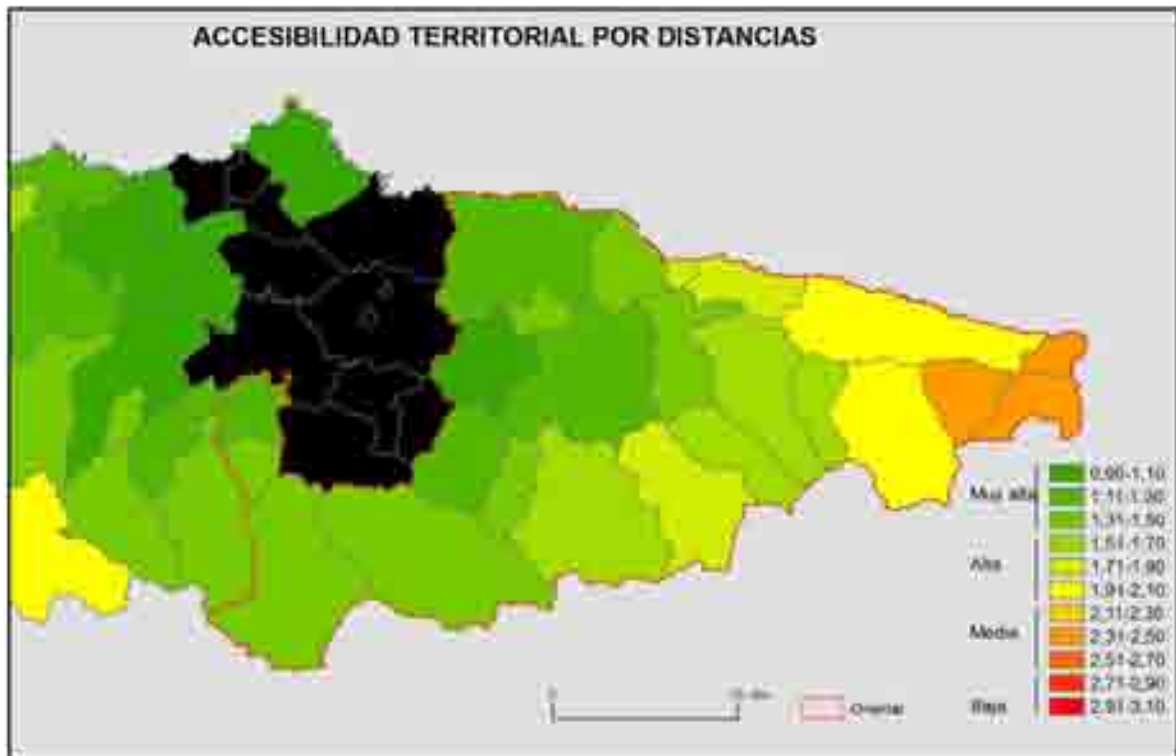 ACCESIBILIDAD TERRITORIAL POR DISTANCIAS
Muy alta
0,90-1,10
1,11-1,30
1,31-1,50
1,51-1,70
Alta
1,71-1,90
1,91-2,10
2,11-2,30
Media
2,31-2,50
2,51-2,70
2,71-2,90
Baja
2,91-3,10
0
Oriental